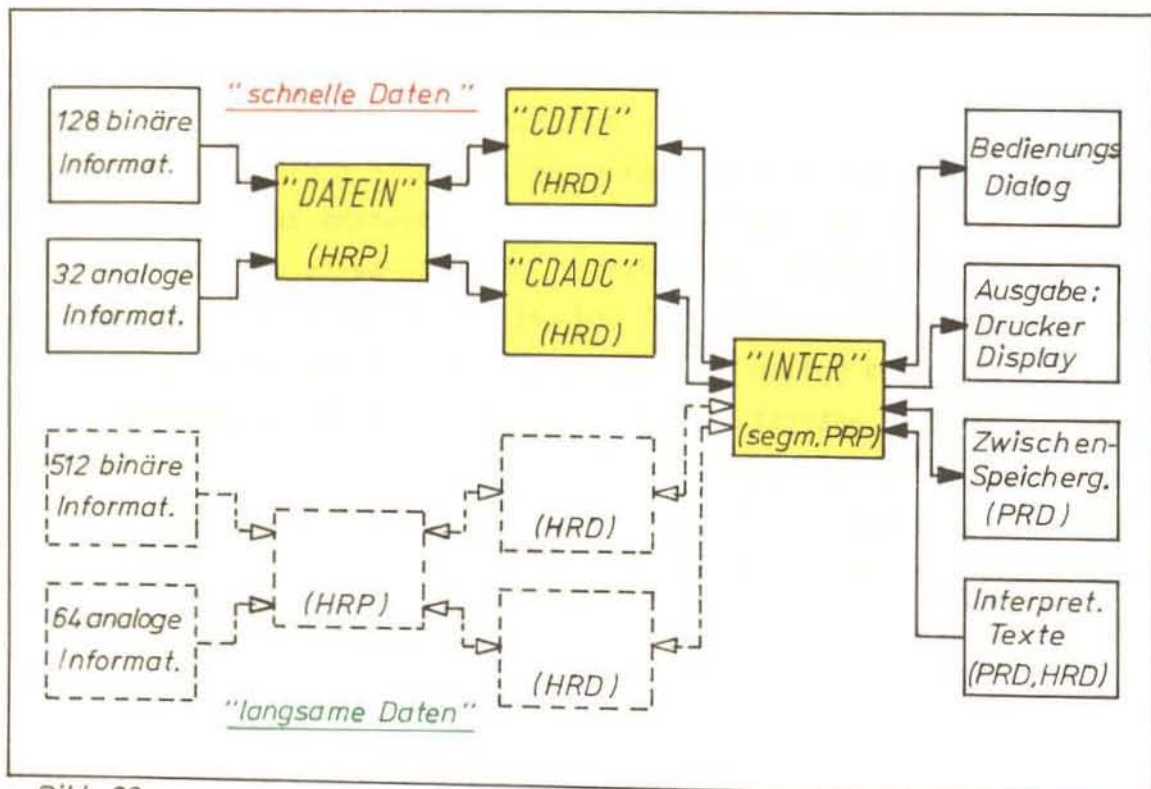 "schnelle Daten"
128 binäre
Informat.
32 analoge
Informat.
"DATEIN"
(HRP)
"CDTTL"
(HRD)
"CDADC"
(HRD)
"INTER"
(segm. PRP)
Bedienungs
Dialog
Ausgabe:
Drucker
Display
Zwischen-
Speicherg.
(PRD)
Interpret.
Texte
(PRD, HRD)
512 binäre
Informat.
64 analoge
Informat.
(HRP)
(HRD)
(HRD)
"langsame Daten"